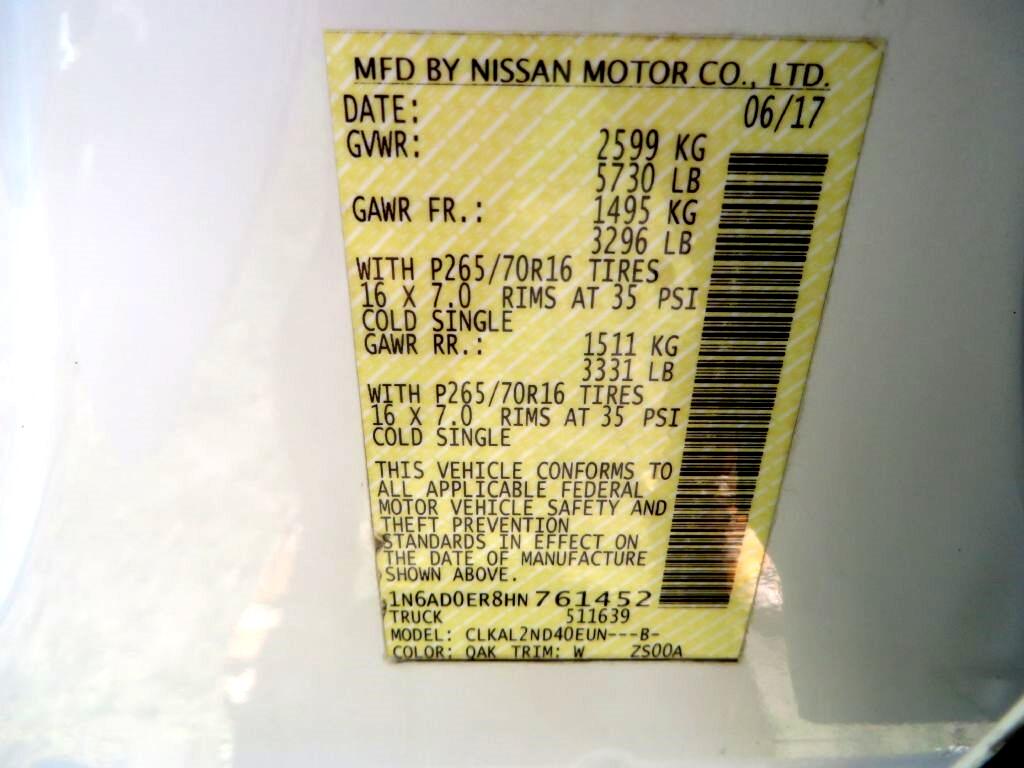 MFD BY NISSAN MOTOR CO., LTD.
DATE: 06/17
GVWR: 2599 KG
5730 LB
GAWR FR.: 1495 KG
3296 LB
WITH P265/70R16 TIRES
16 X 7.0 RIMS AT 35 PSI
COLD SINGLE
GAWR RR.: 1511 KG
3331 LB
WITH P265/70R16 TIRES
16 X 7.0 RIMS AT 35 PSI
COLD SINGLE
THIS VEHICLE CONFORMS TO
ALL APPLICABLE FEDERAL
MOTOR VEHICLE SAFETY AND
THEFT PREVENTION
STANDARDS IN EFFECT ON
THE DATE OF MANUFACTURE
SHOWN ABOVE.
1N6AD0ER8HN761452
TRUCK 511639
MODEL: CLKAL2ND40EUN---B-
COLOR: QAK TRIM: W ZS00A